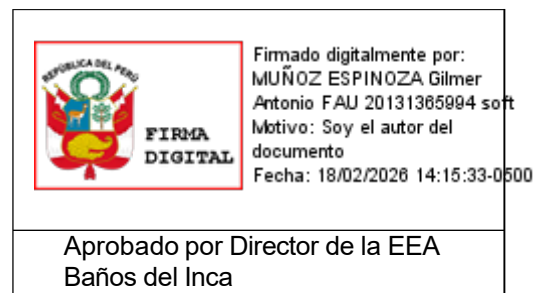 REPÚBLICA DEL PERÚ
FIRMA
DIGITAL
Firmado digitalmente por:
MUÑOZ ESPINOZA Gilmer
Antonio FAU 20131365994 soft
Motivo: Soy el autor del
documento
Fecha: 18/02/2026 14:15:33-0500
Aprobado por Director de la EEA
Baños del Inca